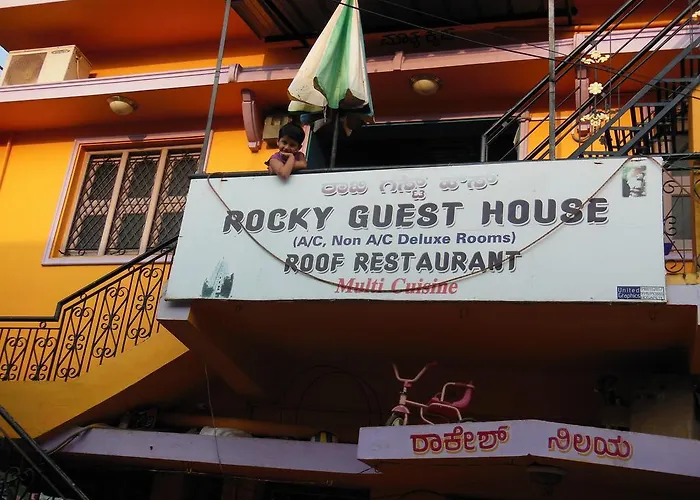 ರಾಕಿ ಗೆಸ್ಟ್ ಹೌಸ್
ROCKY GUEST HOUSE
(A/C, Non A/C Deluxe Rooms)
ROOF RESTAURANT
Multi Cuisine
United
Graphics
ರಾಕೇಶ್ ನಿಲಯ